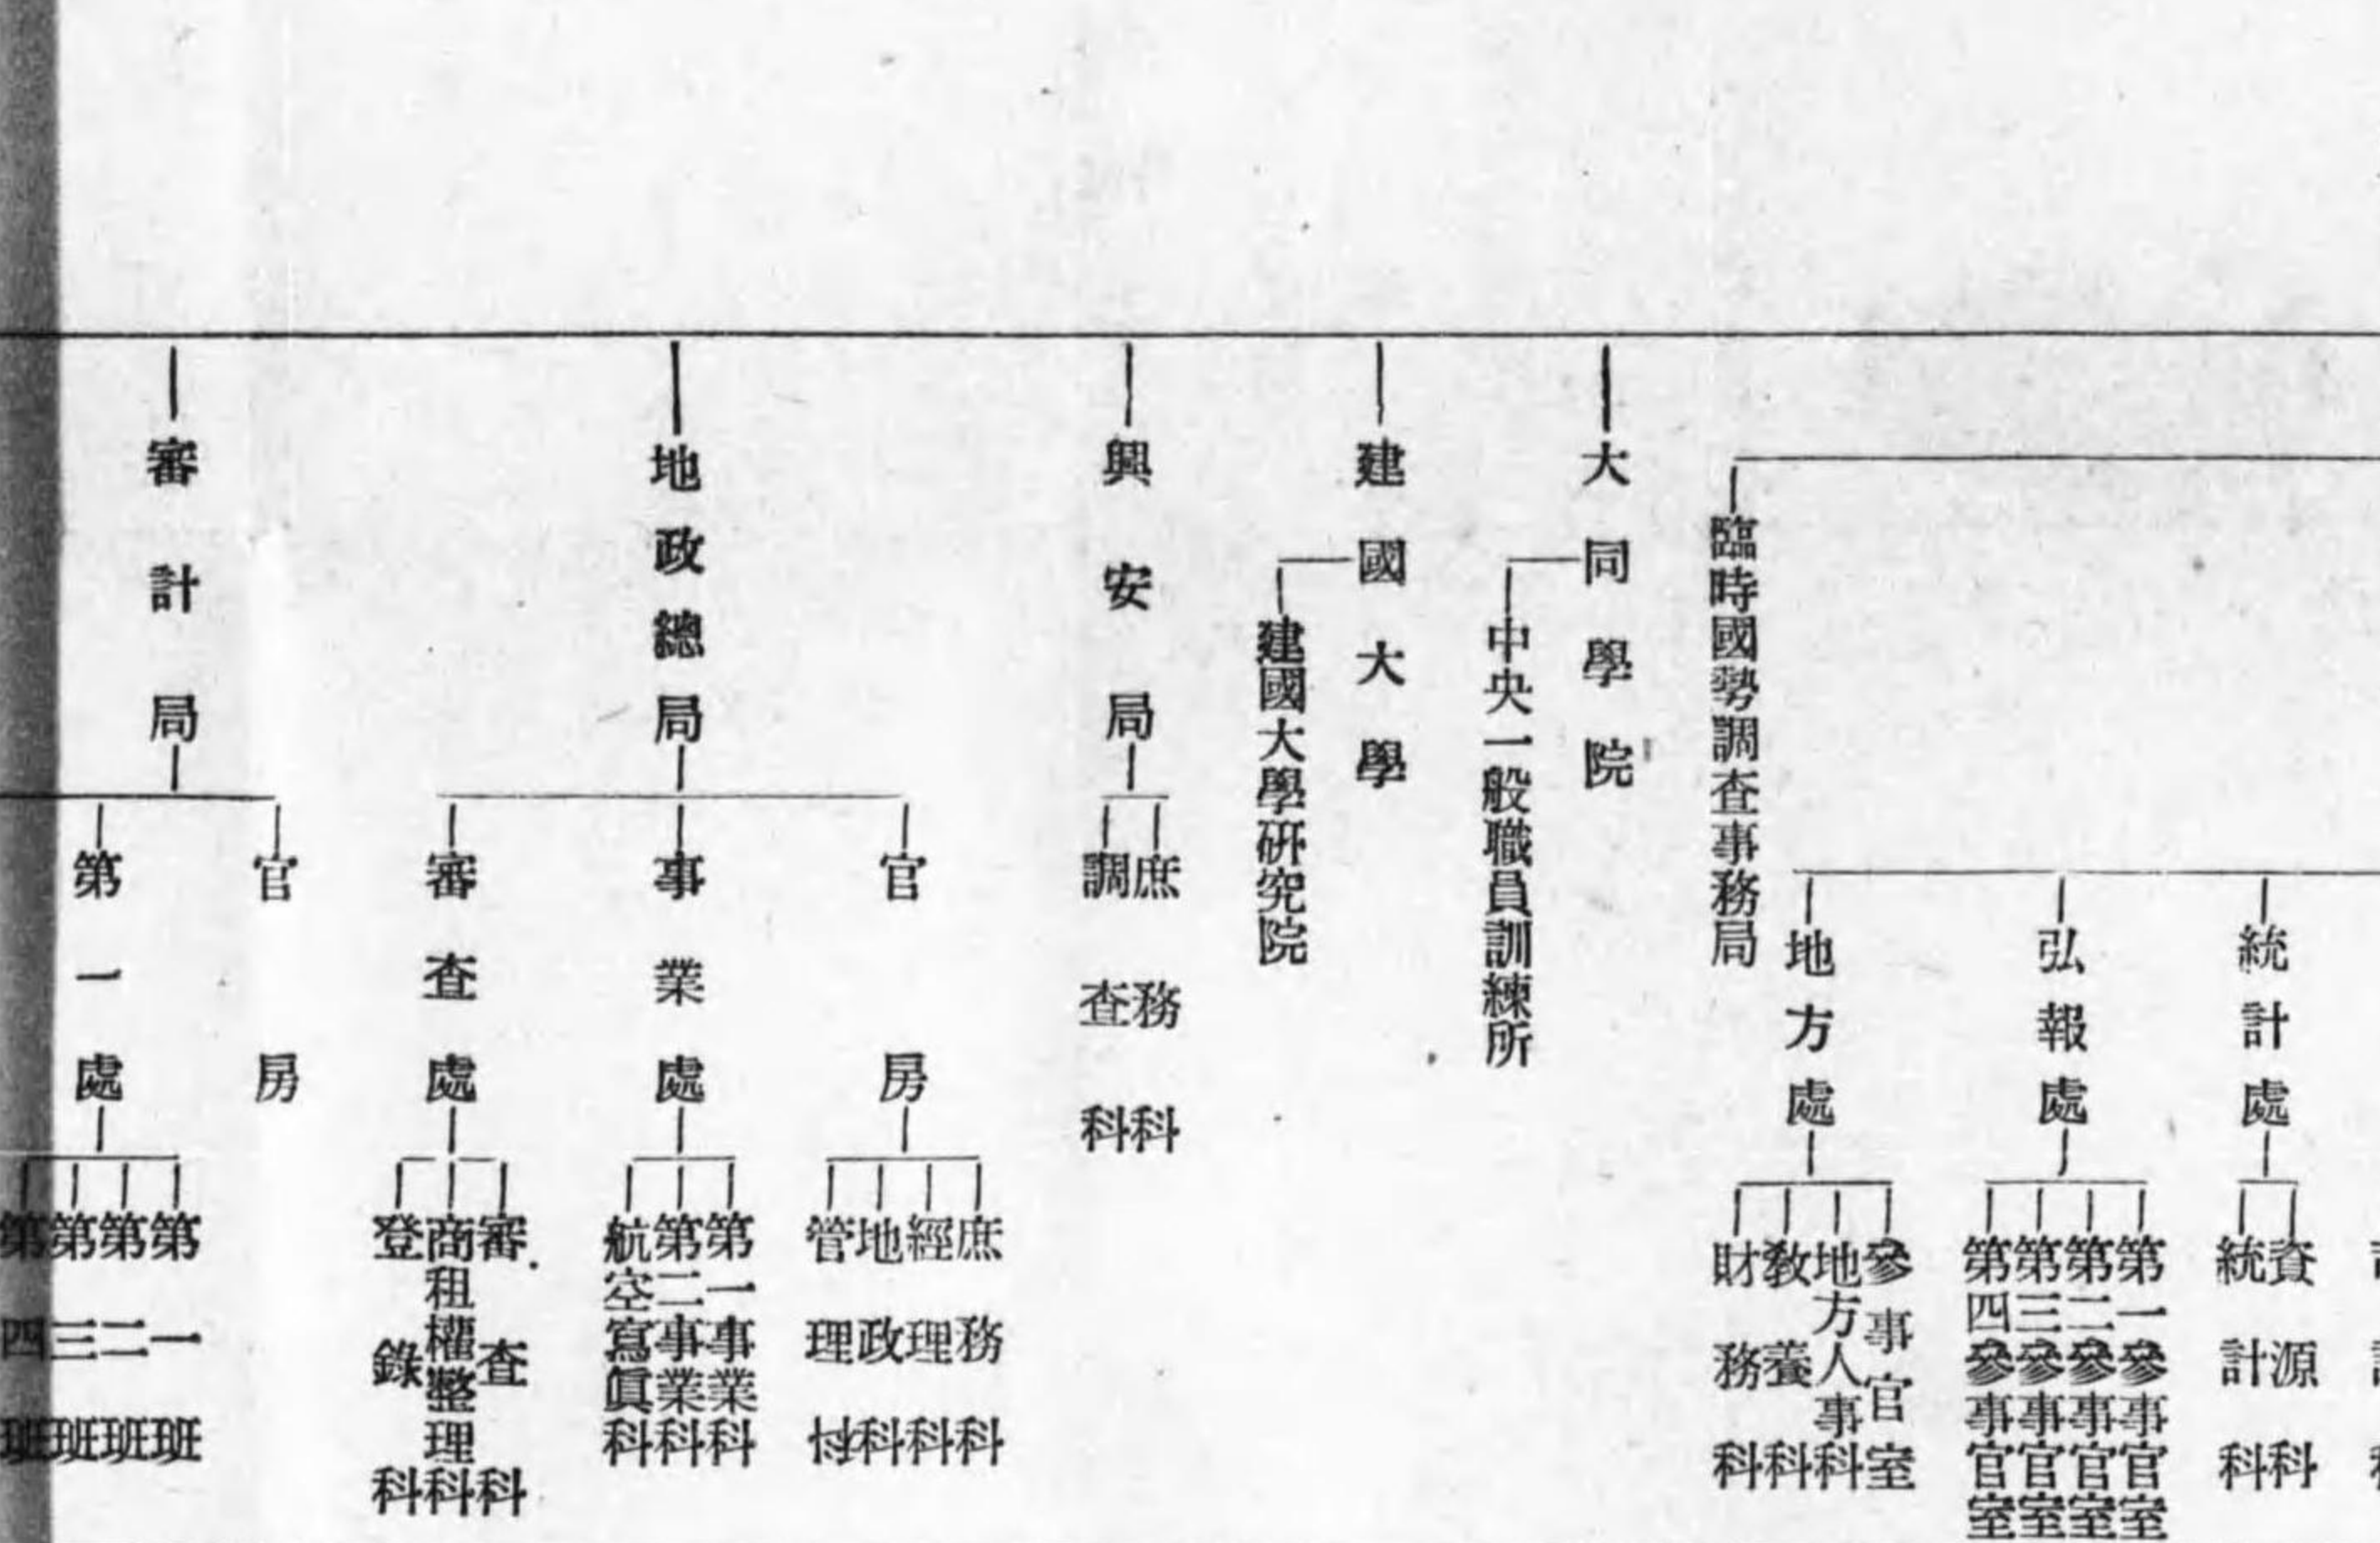 統計處
資源科
統計科
弘報處
第一參事官室
第二參事官室
第三參事官室
第四參事官室
地方處
參事官室
地方人事科
敎養科
財務科
臨時國勢調查事務局
大同學院
中央一般職員訓練所
建國大學
建國大學硏究院
興安局
庶務科
調查科
地政總局
官房
庶務科
經理科
地政科
管理科
事業處
第一事業科
第二事業科
航空寫眞科
審查處
審查科
商租權整理科
登錄科
審計局
官房
第一處
第一班
第二班
第三班
第四班